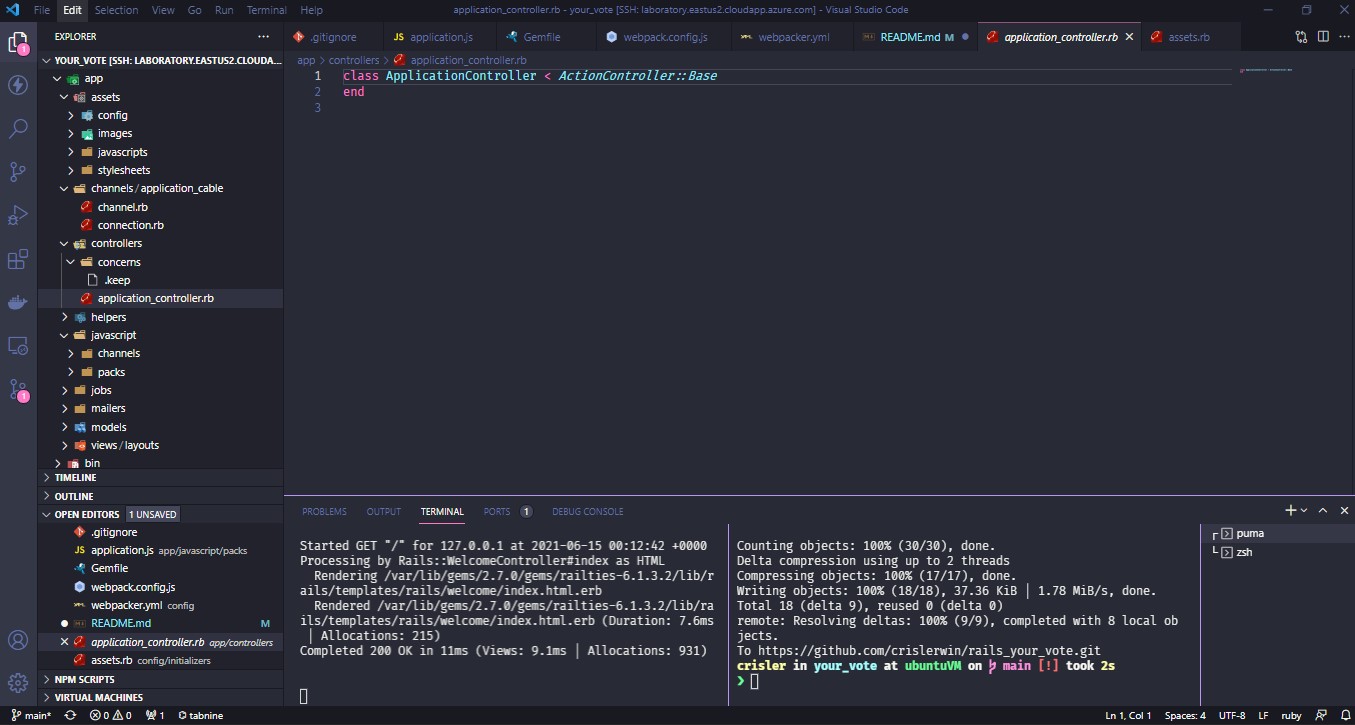 File Edit Selection View Go Run Terminal Help
application_controller.rb - your_vote [SSH: laboratory.eastus2.cloudapp.azure.com] - Visual Studio Code
EXPLORER
.gitignore
JS application.js
Gemfile
webpack.config.js
webpacker.yml
README.md M
application_controller.rb
assets.rb
YOUR_VOTE [SSH: LABORATORY.EASTUS2.CLOUDA...
app
assets
config
images
javascripts
stylesheets
channels/application_cable
channel.rb
connection.rb
controllers
concerns
.keep
application_controller.rb
helpers
javascript
channels
packs
jobs
mailers
models
views/layouts
bin
TIMELINE
OUTLINE
OPEN EDITORS 1 UNSAVED
.gitignore
JS application.js app/javascript/packs
Gemfile
webpack.config.js
webpacker.yml config
README.md M
application_controller.rb app/controllers
assets.rb config/initializers
NPM SCRIPTS
VIRTUAL MACHINES
1
1
app > controllers > application_controller.rb
1 class ApplicationController < ActionController::Base
2 end
3
PROBLEMS OUTPUT TERMINAL PORTS 1 DEBUG CONSOLE
Started GET "/" for 127.0.0.1 at 2021-06-15 00:12:42 +0000
Processing by Rails::WelcomeController#index as HTML
Rendering /var/lib/gems/2.7.0/gems/railties-6.1.3.2/lib/r
ails/templates/rails/welcome/index.html.erb
Rendered /var/lib/gems/2.7.0/gems/railties-6.1.3.2/lib/ra
ils/templates/rails/welcome/index.html.erb (Duration: 7.6ms
| Allocations: 215)
Completed 200 OK in 11ms (Views: 9.1ms | Allocations: 931)
Counting objects: 100% (30/30), done.
Delta compression using up to 2 threads
Compressing objects: 100% (17/17), done.
Writing objects: 100% (18/18), 37.36 KiB | 1.78 MiB/s, done.
Total 18 (delta 9), reused 0 (delta 0)
remote: Resolving deltas: 100% (9/9), completed with 8 local ob
jects.
To https://github.com/crislerwin/rails_your_vote.git
crisler in your_vote at ubuntuVM on main [!] took 2s
❯
puma
zsh
main* 0 0 1 tabnine
Ln 1, Col 1 Spaces: 4 UTF-8 LF ruby